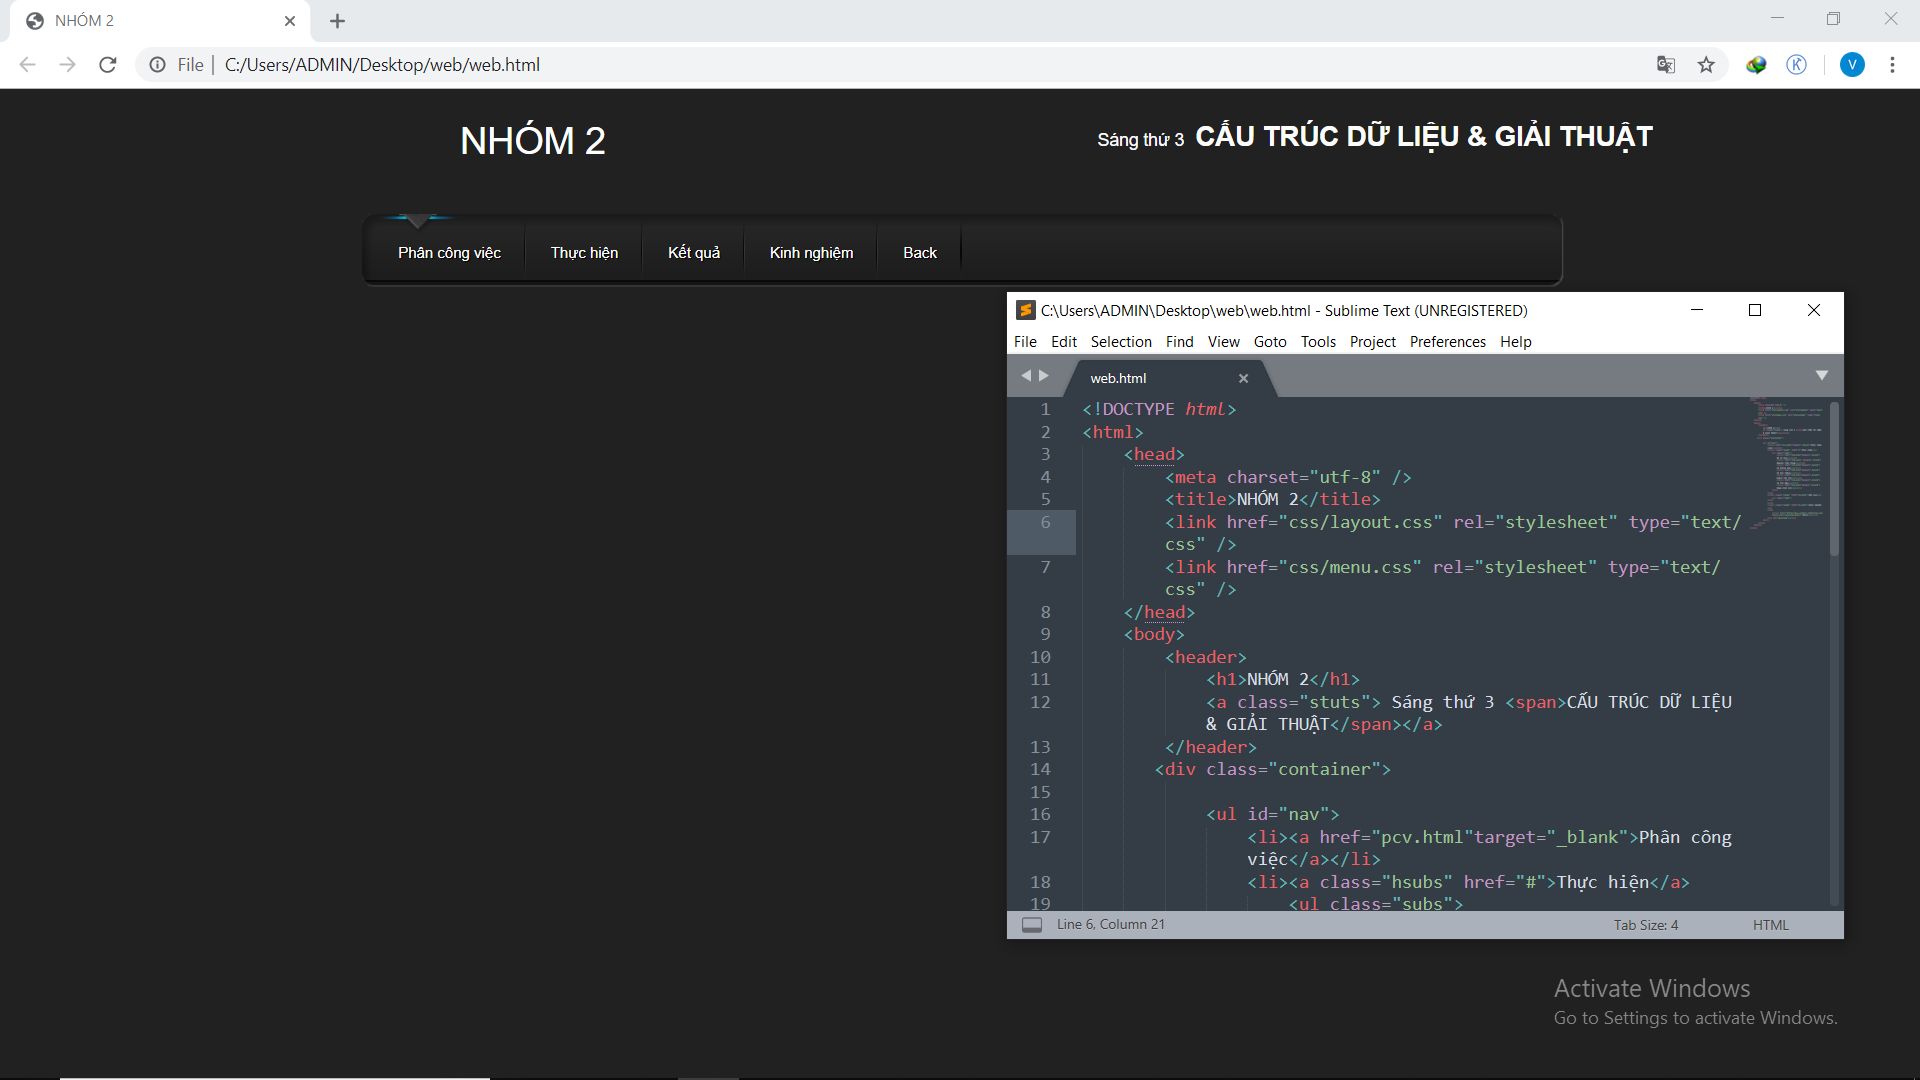 NHÓM 2
File | C:/Users/ADMIN/Desktop/web/web.html
V
NHÓM 2
Sáng thứ 3 CẤU TRÚC DỮ LIỆU & GIẢI THUẬT
Phân công việc Thực hiện Kết quả Kinh nghiệm Back
C:\Users\ADMIN\Desktop\web\web.html - Sublime Text (UNREGISTERED)
File Edit Selection Find View Goto Tools Project Preferences Help
web.html
1 <!DOCTYPE html>
2 <html>
3 <head>
4 <meta charset="utf-8" />
5 <title>NHÓM 2</title>
6 <link href="css/layout.css" rel="stylesheet" type="text/
css" />
7 <link href="css/menu.css" rel="stylesheet" type="text/
css" />
8 </head>
9 <body>
10 <header>
11 <h1>NHÓM 2</h1>
12 <a class="stuts"> Sáng thứ 3 <span>CẤU TRÚC DỮ LIỆU
& GIẢI THUẬT</span></a>
13 </header>
14 <div class="container">
15
16 <ul id="nav">
17 <li><a href="pcv.html"target="_blank">Phân công
việc</a></li>
18 <li><a class="hsubs" href="#">Thực hiện</a>
19 <ul class="subs">
Line 6, Column 21
Tab Size: 4
HTML
Activate Windows
Go to Settings to activate Windows.